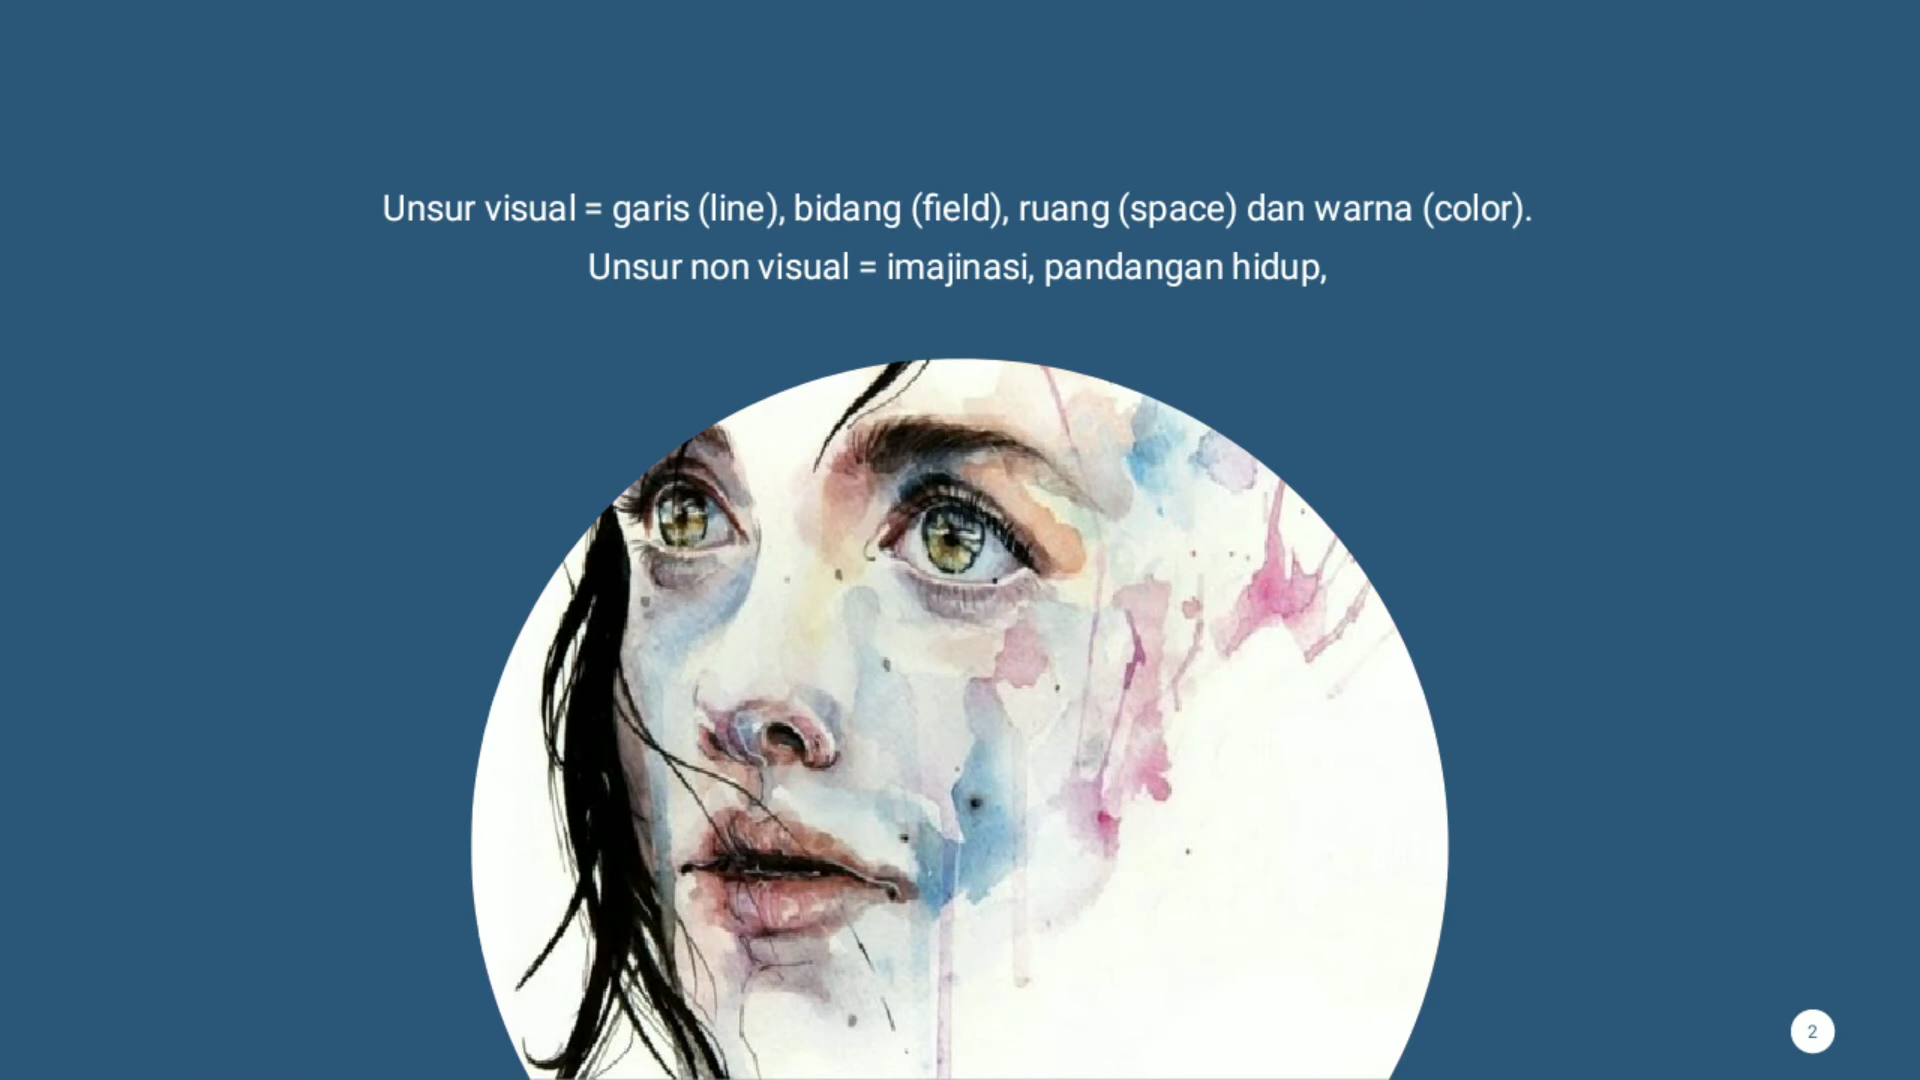 Unsur visual = garis (line), bidang (field), ruang (space) dan warna (color).
Unsur non visual = imajinasi, pandangan hidup,
2